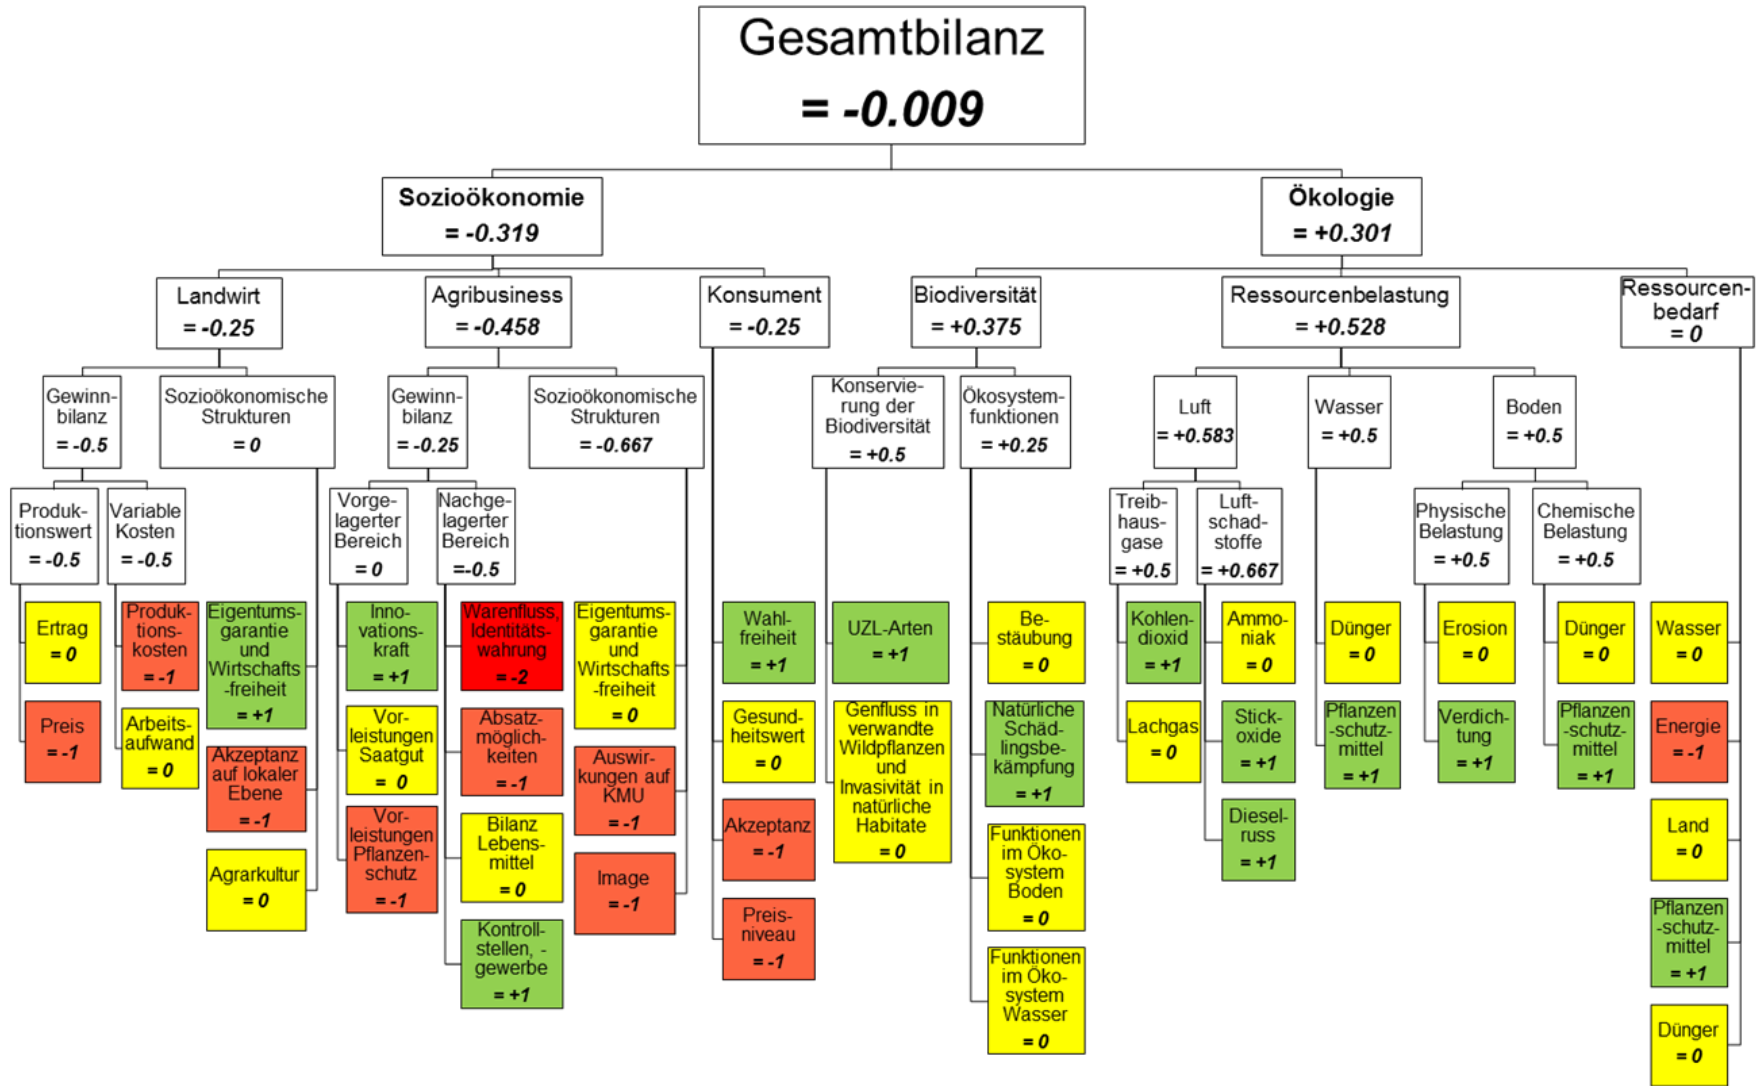 Gesamtbilanz
= -0.009
Sozioökonomie
= -0.319
Ökologie
= +0.301
Landwirt
= -0.25
Agribusiness
= -0.458
Konsument
= -0.25
Biodiversität
= +0.375
Ressourcenbelastung
= +0.528
Ressourcen-
bedarf
= 0
Gewinn-
bilanz
= -0.5
Sozioökonomische
Strukturen
= 0
Gewinn-
bilanz
= -0.25
Sozioökonomische
Strukturen
= -0.667
Konservie-
rung der
Biodiversität
= +0.5
Ökosystem-
funktionen
= +0.25
Luft
= +0.583
Wasser
= +0.5
Boden
= +0.5
Produk-
tionswert
= -0.5
Variable
Kosten
= -0.5
Vorge-
lagerter
Bereich
= 0
Nachge-
lagerter
Bereich
=-0.5
Treib-
haus-
gase
= +0.5
Luft-
schad-
stoffe
= +0.667
Physische
Belastung
= +0.5
Chemische
Belastung
= +0.5
Ertrag
= 0
Preis
= -1
Produk-
tions-
kosten
= -1
Arbeits-
aufwand
= 0
Eigentums-
garantie
und
Wirtschafts
-freiheit
= +1
Akzeptanz
auf lokaler
Ebene
= -1
Agrarkultur
= 0
Inno-
vations-
kraft
= +1
Vor-
leistungen
Saatgut
= 0
Vor-
leistungen
Pflanzen-
schutz
= -1
Warenfluss,
Identitäts-
wahrung
= -2
Absatz-
möglich-
keiten
= -1
Bilanz
Lebens-
mittel
= 0
Kontroll-
stellen, -
gewerbe
= +1
Eigentums-
garantie
und
Wirtschafts
-freiheit
= 0
Auswir-
kungen auf
KMU
= -1
Image
= -1
Wahl-
freiheit
= +1
Gesund-
heitswert
= 0
Akzeptanz
= -1
Preis-
niveau
= -1
UZL-Arten
= +1
Genfluss in
verwandte
Wildpflanzen
und
Invasivität in
natürliche
Habitate
= 0
Be-
stäubung
= 0
Natürliche
Schäd-
lingsbe-
kämpfung
= +1
Funktionen
im Öko-
system
Boden
= 0
Funktionen
im Öko-
system
Wasser
= 0
Kohlen-
dioxid
= +1
Lachgas
= 0
Ammo-
niak
= 0
Stick-
oxide
= +1
Diesel-
russ
= +1
Dünger
= 0
Pflanzen
-schutz-
mittel
= +1
Erosion
= 0
Verdich-
tung
= +1
Dünger
= 0
Pflanzen
-schutz-
mittel
= +1
Wasser
= 0
Energie
= -1
Land
= 0
Pflanzen
-schutz-
mittel
= +1
Dünger
= 0